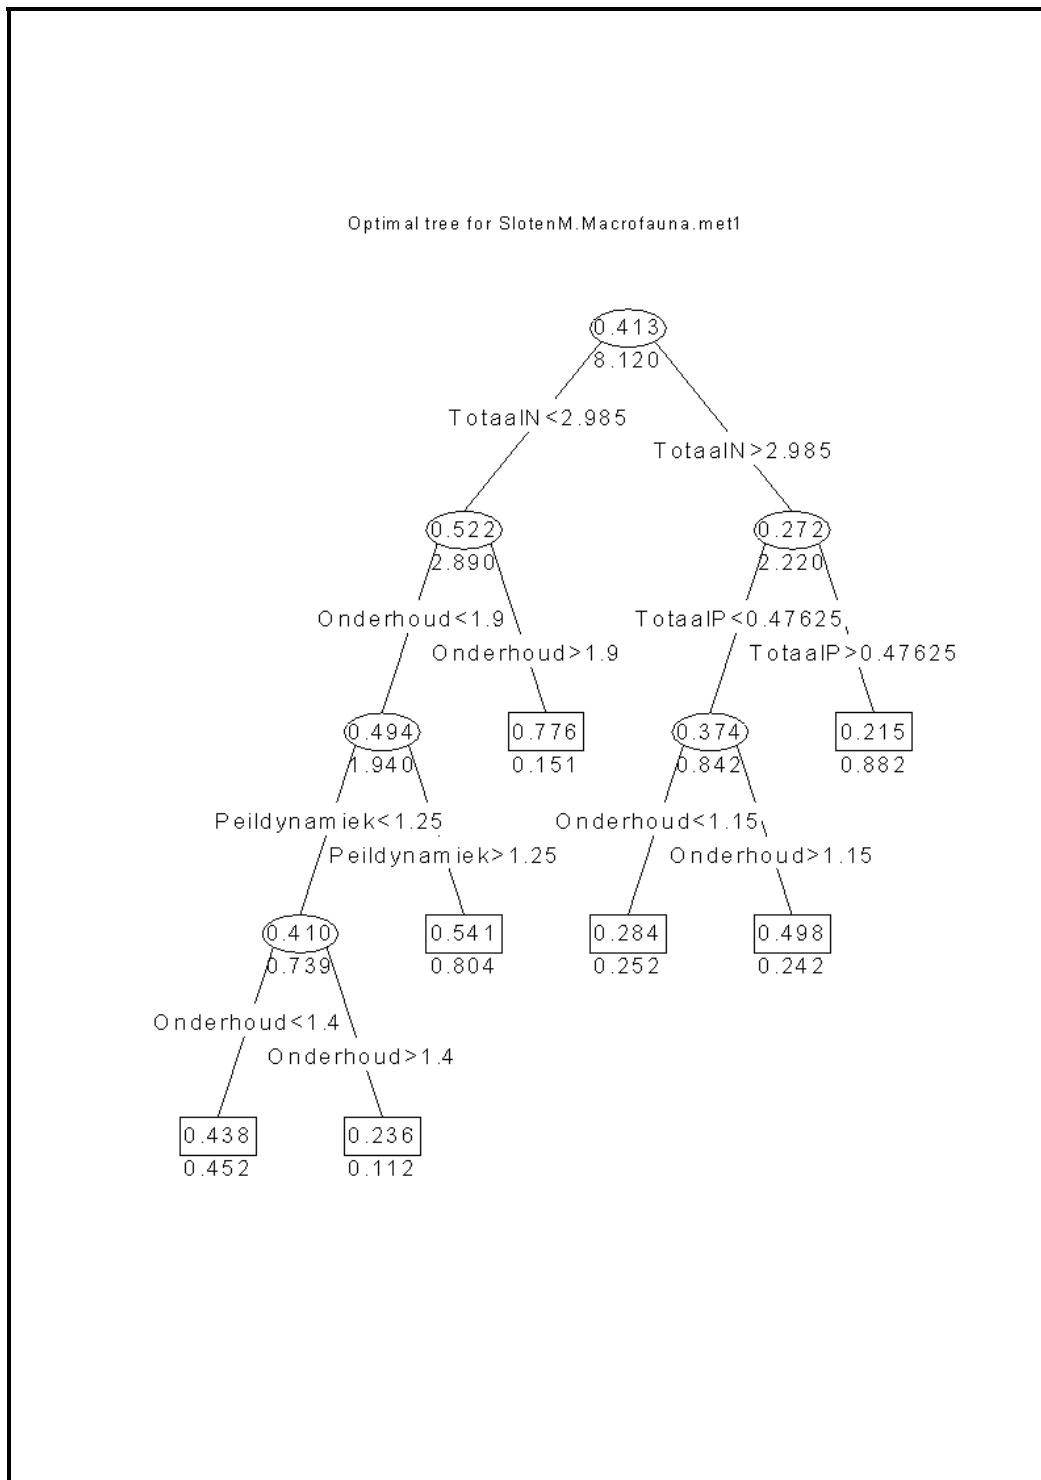 Optimal tree for SlotenM.Macrofauna.met1
0.413
8.120
TotaalN<2.985
TotaalN>2.985
0.522
2.890
0.272
2.220
Onderhoud<1.9
Onderhoud>1.9
TotaalP<0.47625
TotaalP>0.47625
0.494
1.940
0.776
0.151
0.374
0.842
0.215
0.882
Peildynamiek<1.25
Peildynamiek>1.25
Onderhoud<1.15
Onderhoud>1.15
0.410
0.739
0.541
0.804
0.284
0.252
0.498
0.242
Onderhoud<1.4
Onderhoud>1.4
0.438
0.452
0.236
0.112